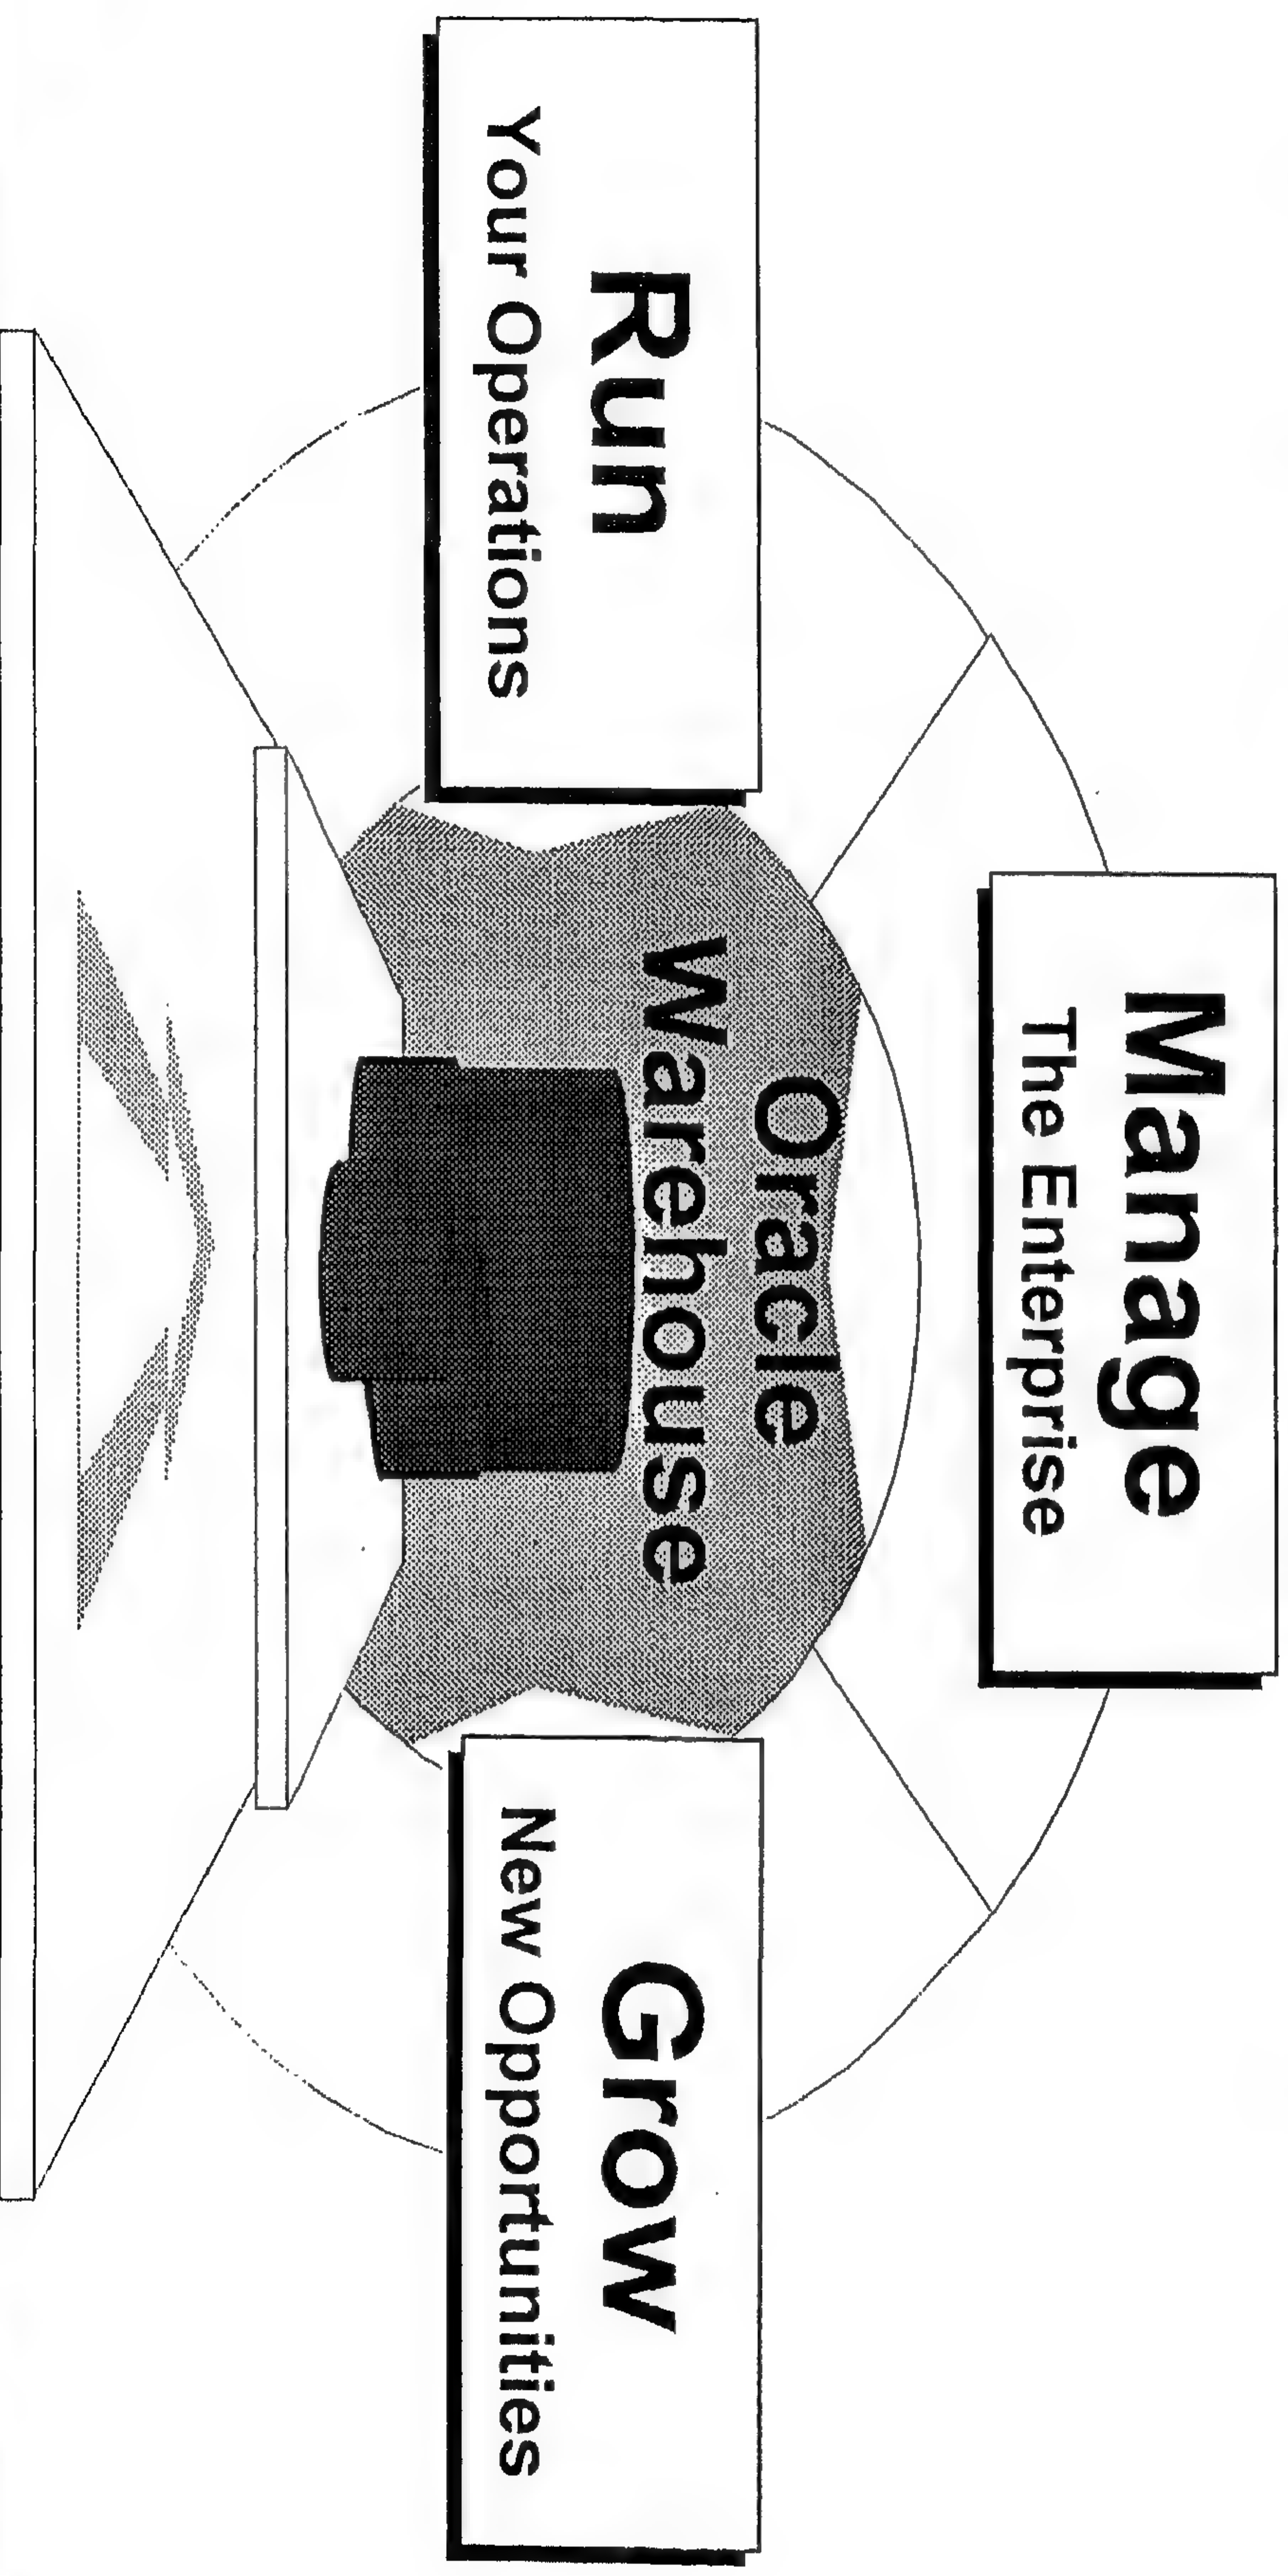 Manage
The Enterprise
Run
Your Operations
Oracle
Warehouse
Grow
New Opportunities